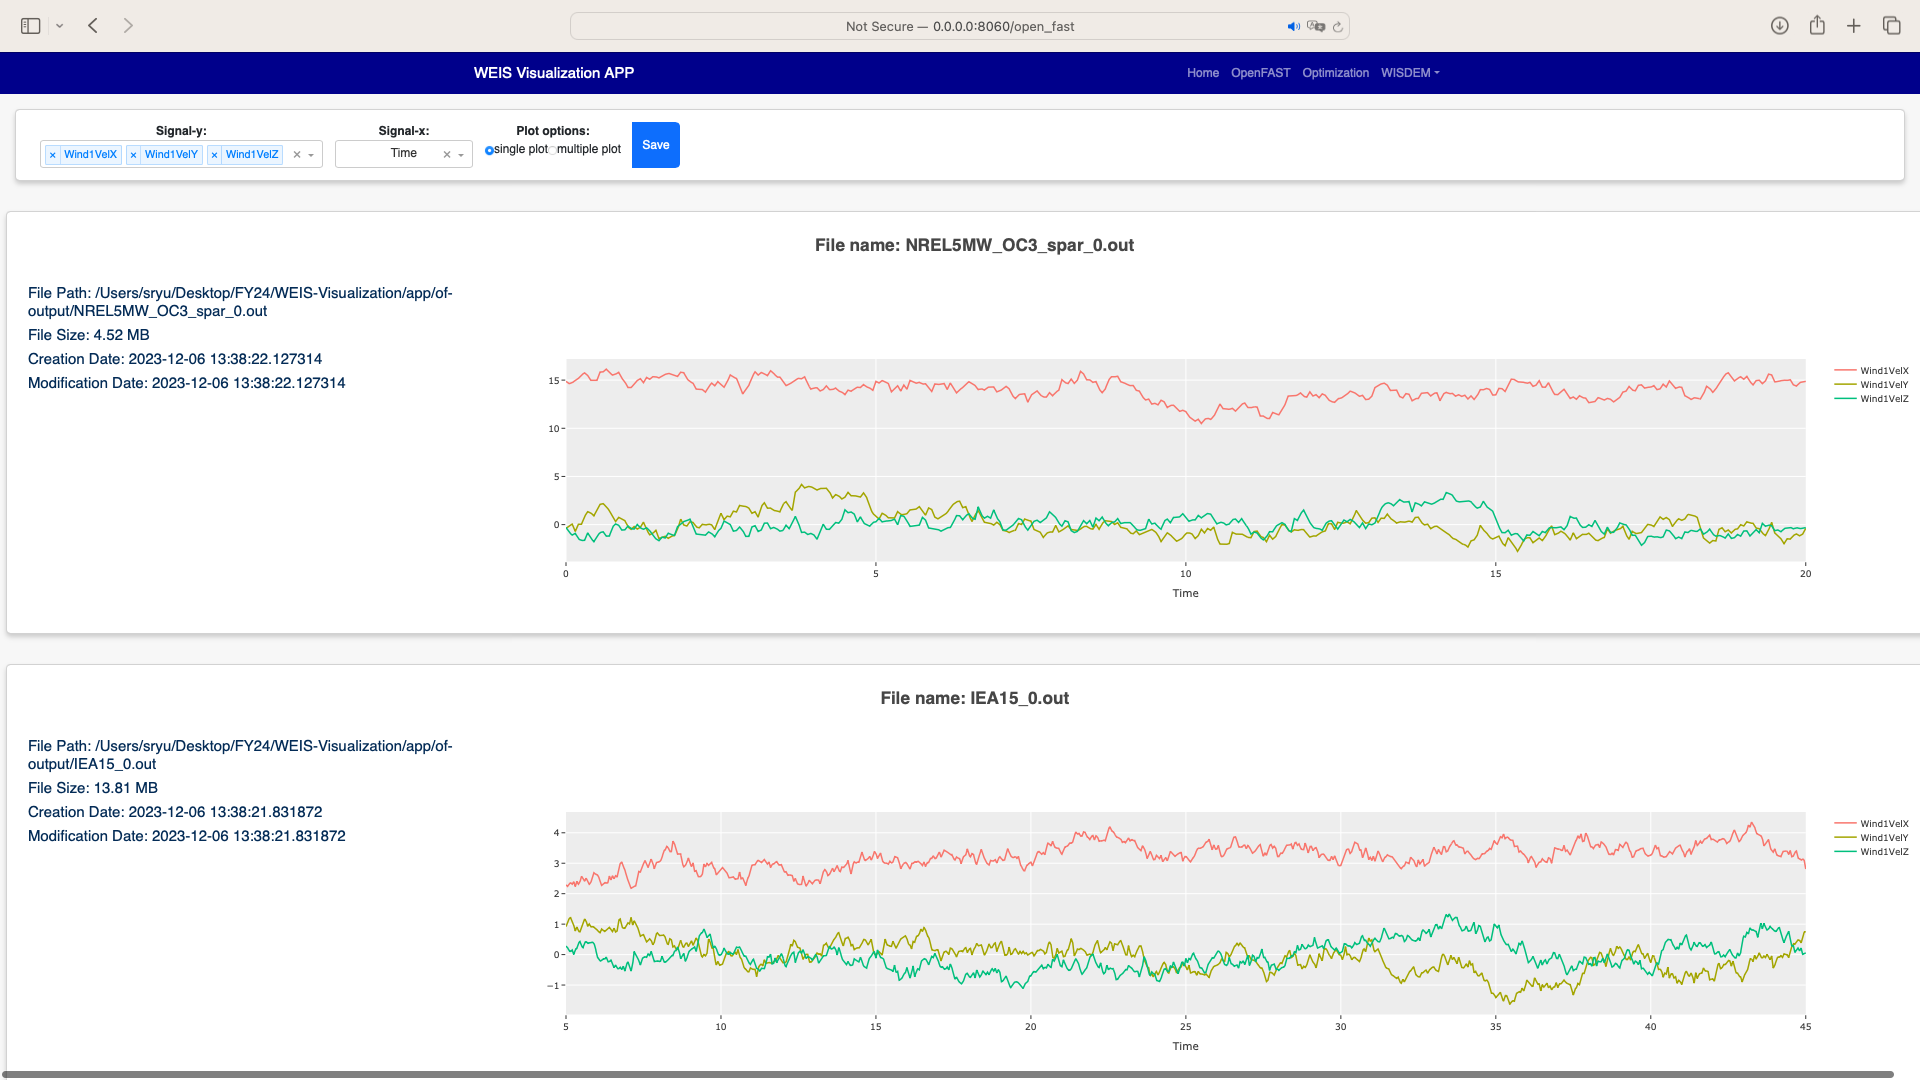 Not Secure — 0.0.0.0:8060/open_fast
WEIS Visualization APP
Home OpenFAST Optimization WISDEM
Signal-y: Signal-x: Plot options:
× Wind1VelX × Wind1VelY × Wind1VelZ × Time × single plot multiple plot Save
File name: NREL5MW_OC3_spar_0.out
File Path: /Users/sryu/Desktop/FY24/WEIS-Visualization/app/of-
output/NREL5MW_OC3_spar_0.out
File Size: 4.52 MB
Creation Date: 2023-12-06 13:38:22.127314
Modification Date: 2023-12-06 13:38:22.127314
15
10
5
0
0 5 10 15 20
Time
Wind1VelX
Wind1VelY
Wind1VelZ
File name: IEA15_0.out
File Path: /Users/sryu/Desktop/FY24/WEIS-Visualization/app/of-
output/IEA15_0.out
File Size: 13.81 MB
Creation Date: 2023-12-06 13:38:21.831872
Modification Date: 2023-12-06 13:38:21.831872
4
3
2
1
0
−1
5 10 15 20 25 30 35 40 45
Time
Wind1VelX
Wind1VelY
Wind1VelZ